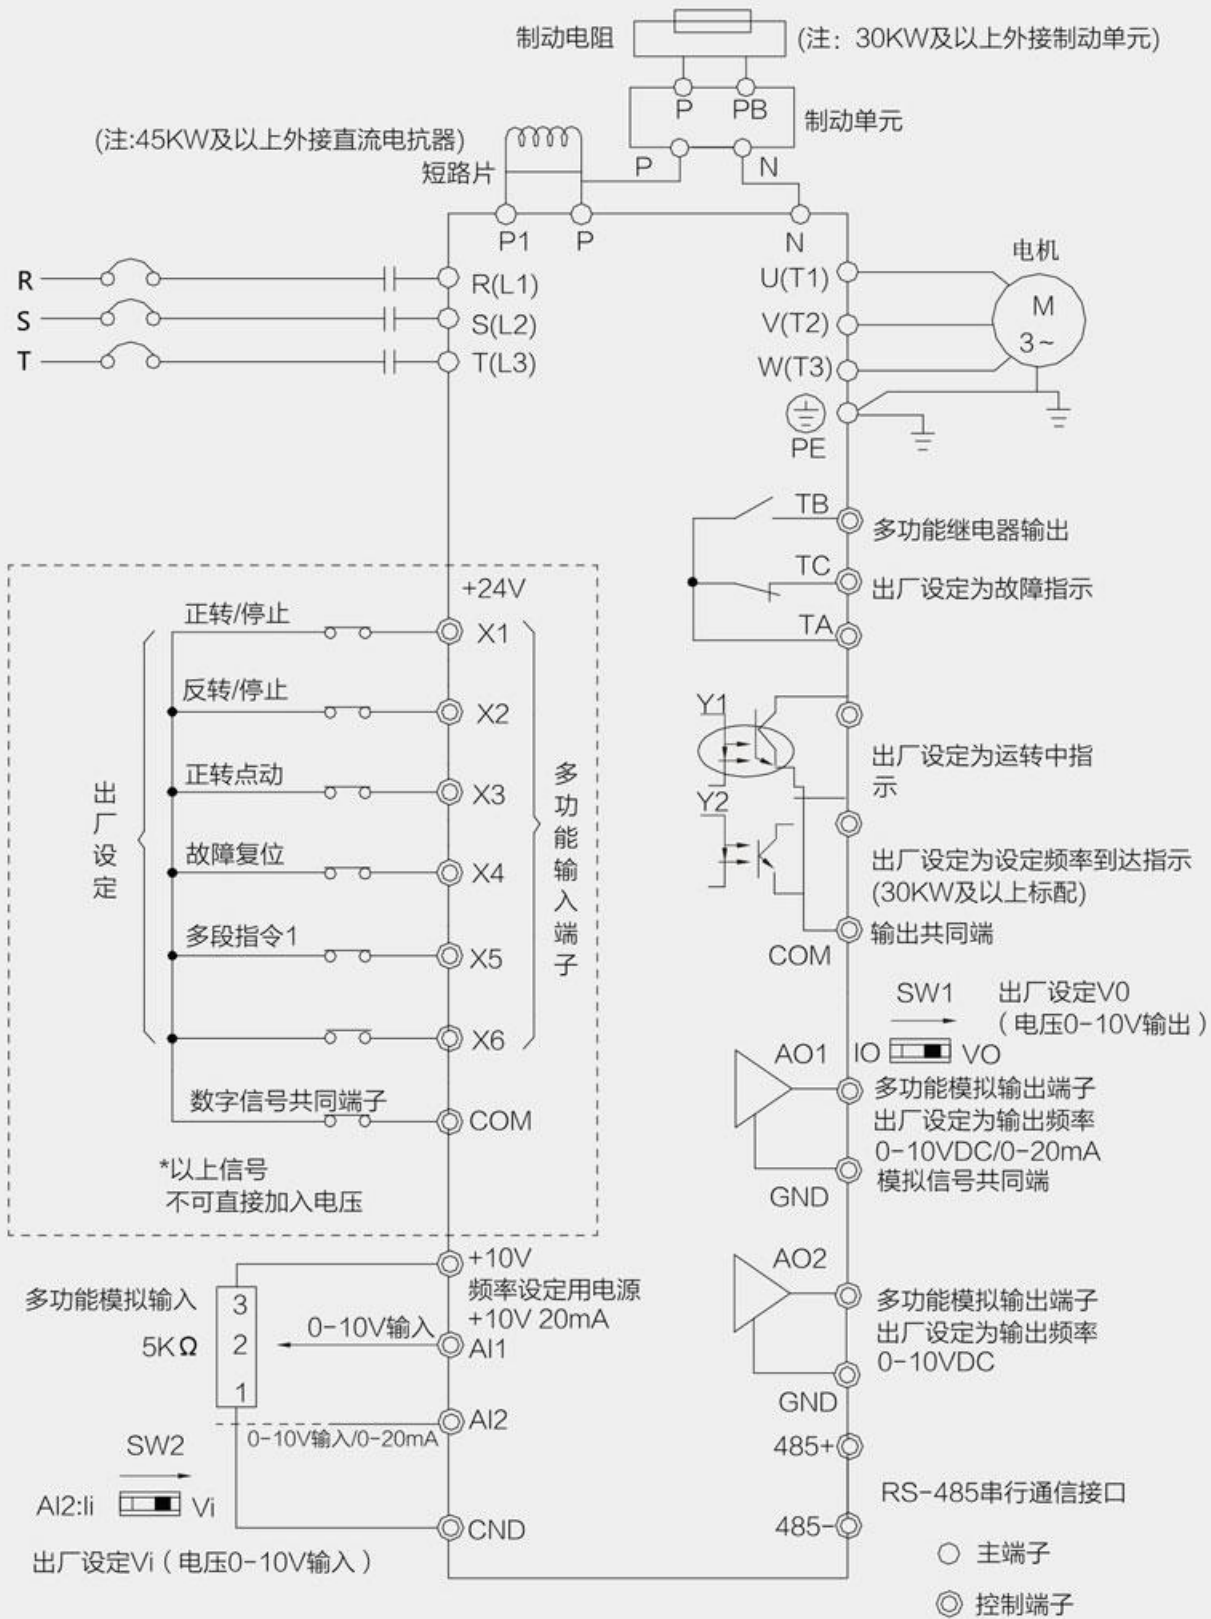 制动电阻
(注：30KW及以上外接制动单元)
P
PB
制动单元
(注:45KW及以上外接直流电抗器)
短路片
P
N
P1
P
N
电机
R
R(L1)
U(T1)
M
S
S(L2)
V(T2)
3~
T
T(L3)
W(T3)
PE
TB
多功能继电器输出
TC
出厂设定为故障指示
TA
+24V
正转/停止
X1
反转/停止
X2
正转点动
X3
故障复位
X4
多段指令1
X5
X6
数字信号共同端子
COM
出厂设定
多功能输入端子
*以上信号
不可直接加入电压
Y1
出厂设定为运转中指
示
Y2
出厂设定为设定频率到达指示
(30KW及以上标配)
COM
输出共同端
SW1
出厂设定V0
（电压0-10V输出）
AO1
IO
VO
多功能模拟输出端子
出厂设定为输出频率
0-10VDC/0-20mA
模拟信号共同端
GND
+10V
频率设定用电源
+10V 20mA
多功能模拟输入
5KΩ
3
2
1
0-10V输入
AI1
AI2
0-10V输入/0-20mA
SW2
AI2:Ii
Vi
CND
出厂设定Vi（电压0-10V输入）
AO2
多功能模拟输出端子
出厂设定为输出频率
0-10VDC
GND
485+
RS-485串行通信接口
485-
主端子
控制端子